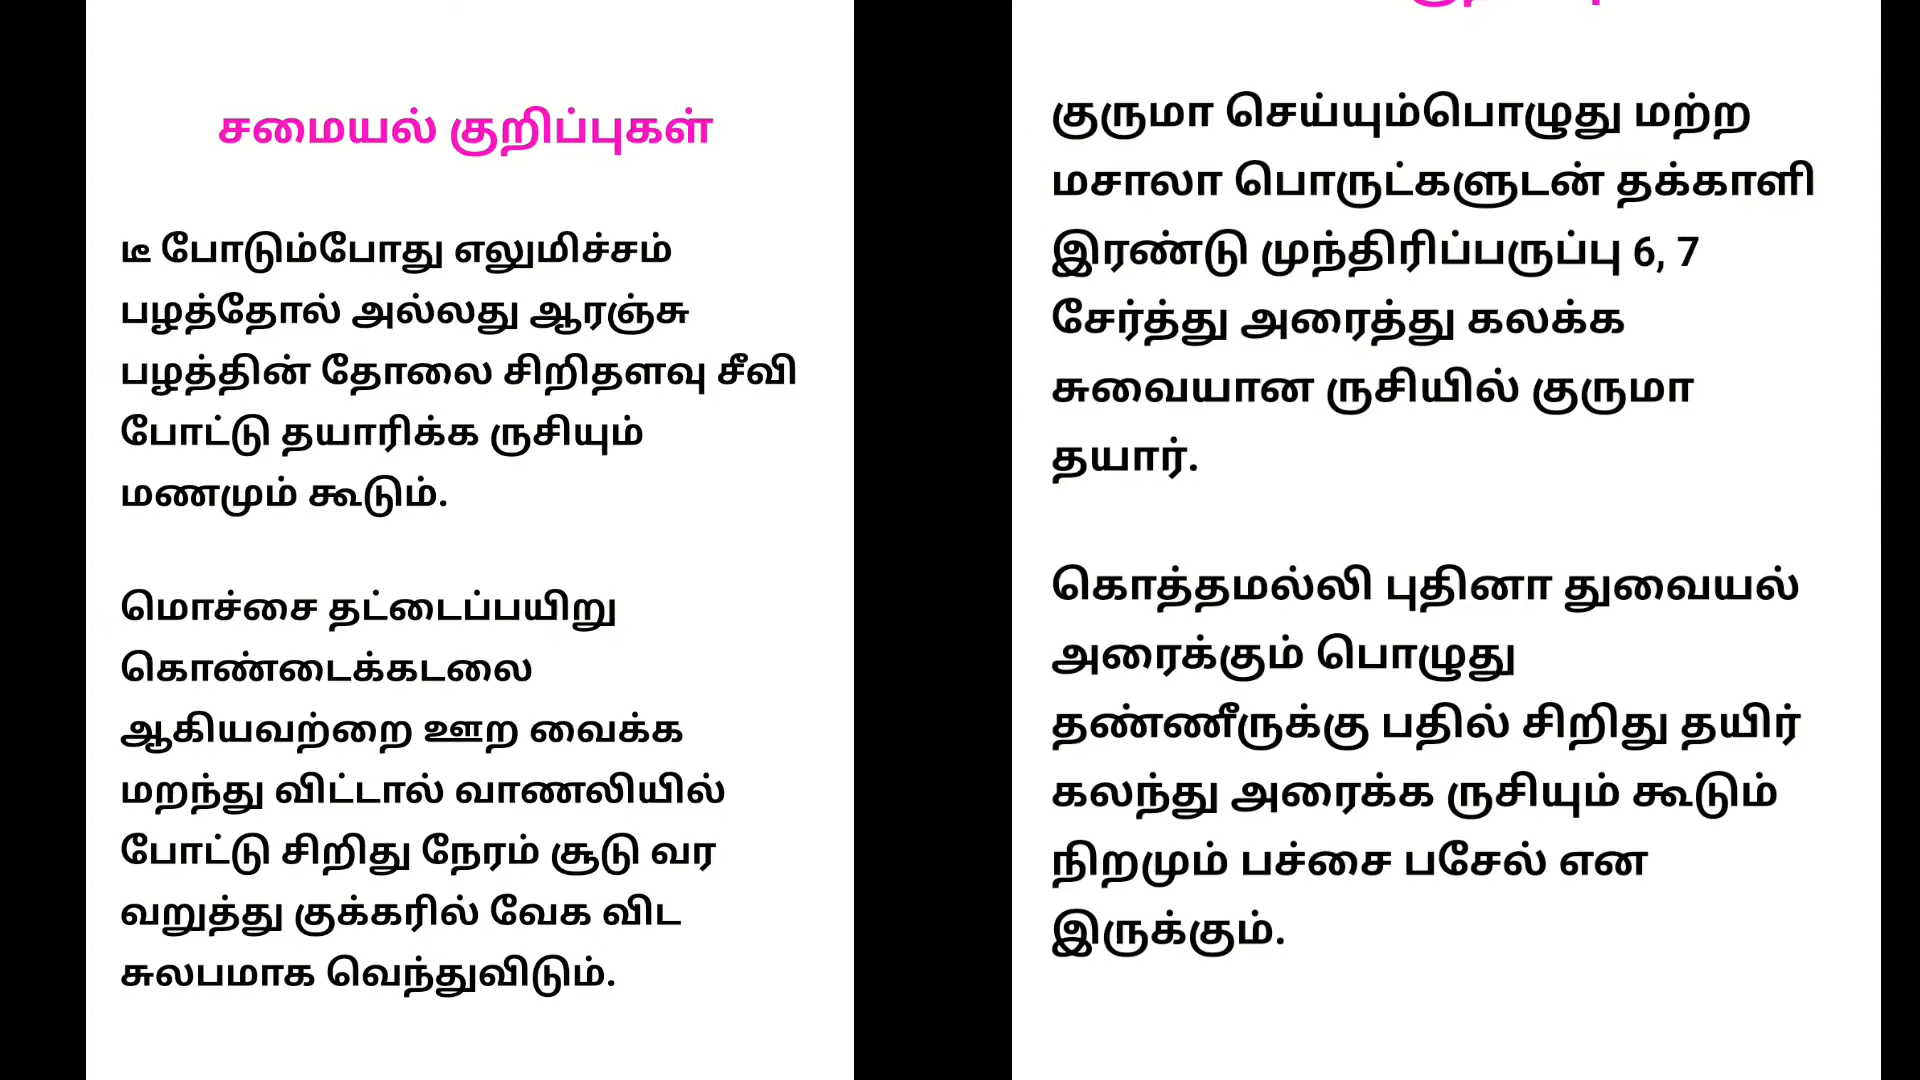 சமையல் குறிப்புகள்
டீ போடும்போது எலுமிச்சம்
பழத்தோல் அல்லது ஆரஞ்சு
பழத்தின் தோலை சிறிதளவு சீவி
போட்டு தயாரிக்க ருசியும்
மணமும் கூடும்.
மொச்சை தட்டைப்பயிறு
கொண்டைக்கடலை
ஆகியவற்றை ஊற வைக்க
மறந்து விட்டால் வாணலியில்
போட்டு சிறிது நேரம் சூடு வர
வறுத்து குக்கரில் வேக விட
சுலபமாக வெந்துவிடும்.
குருமா செய்யும்பொழுது மற்ற
மசாலா பொருட்களுடன் தக்காளி
இரண்டு முந்திரிப்பருப்பு 6, 7
சேர்த்து அரைத்து கலக்க
சுவையான ருசியில் குருமா
தயார்.
கொத்தமல்லி புதினா துவையல்
அரைக்கும் பொழுது
தண்ணீருக்கு பதில் சிறிது தயிர்
கலந்து அரைக்க ருசியும் கூடும்
நிறமும் பச்சை பசேல் என
இருக்கும்.